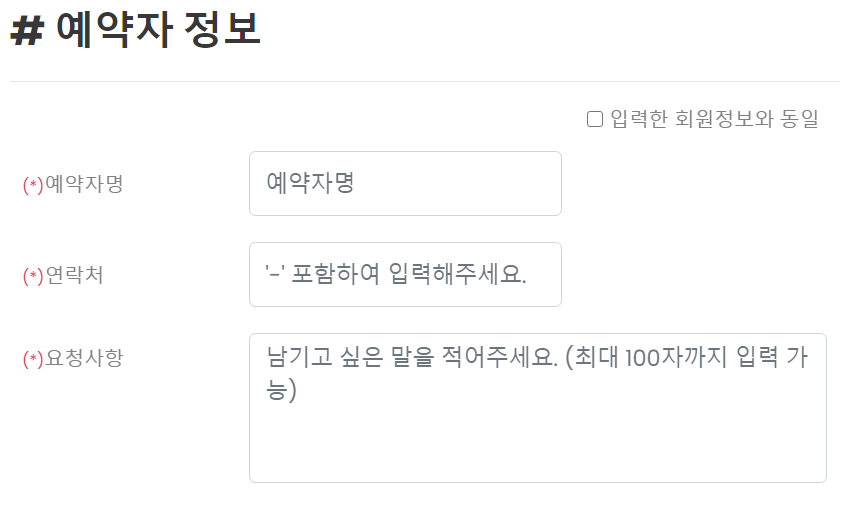 # 예약자 정보
입력한 회원정보와 동일
(*)예약자명
예약자명
(*)연락처
'-' 포함하여 입력해주세요.
(*)요청사항
남기고 싶은 말을 적어주세요. (최대 100자까지 입력 가
능)